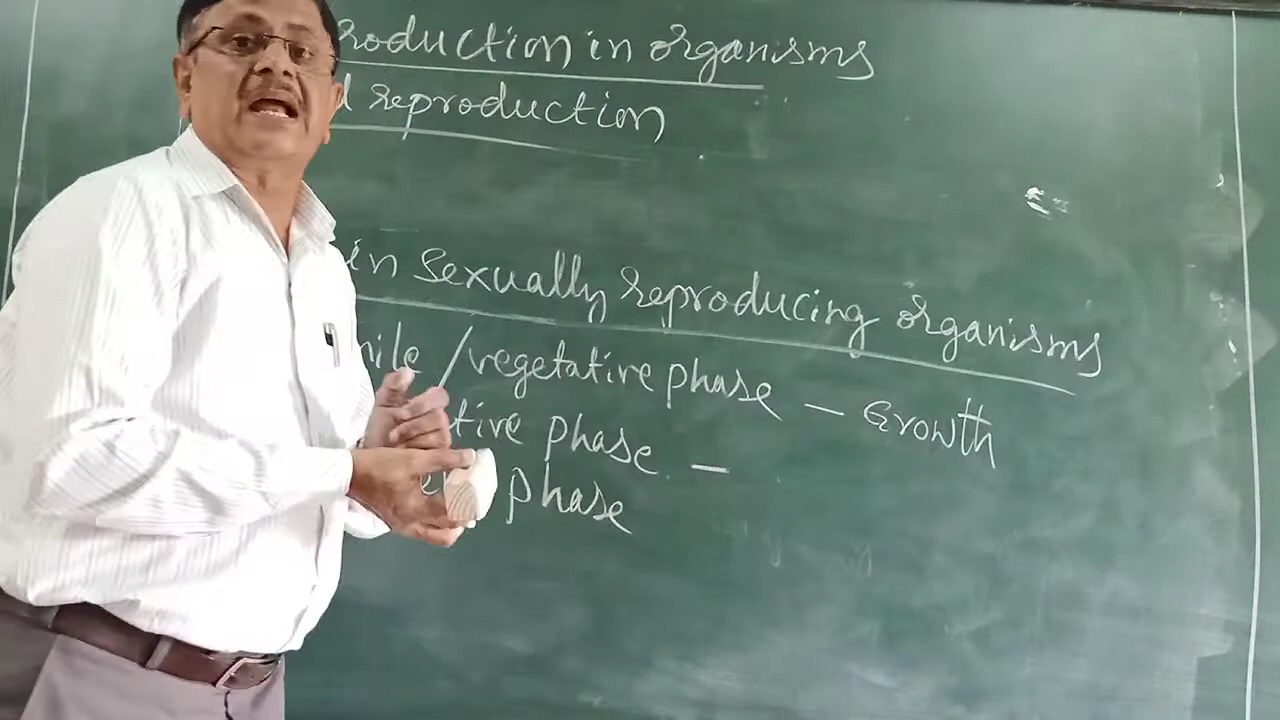 roduction in organisms
reproduction
in sexually reproducing organisms
nile / vegetative phase — Growth
tive phase —
phase